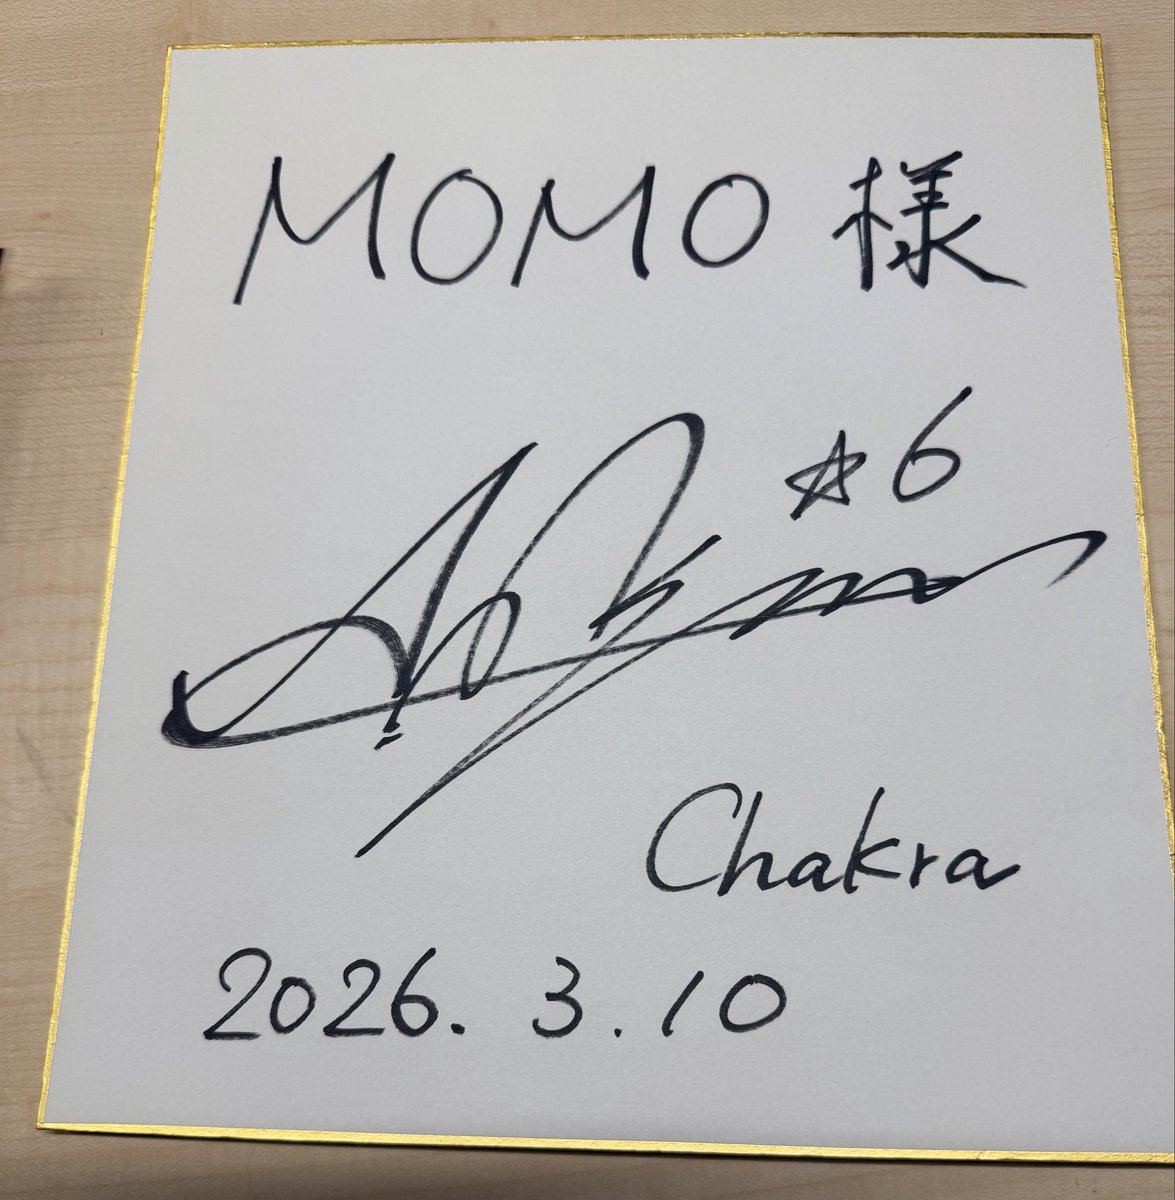 MOMO 様
☆6
Chakra
2026. 3. 10